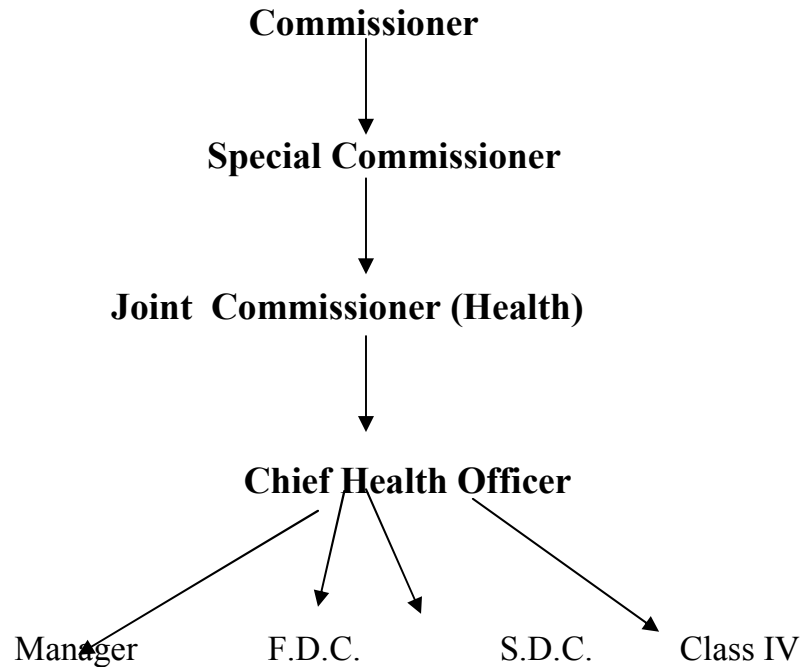 Commissioner
Special Commissioner
Joint Commissioner (Health)
Chief Health Officer
Manager F.D.C. S.D.C. Class IV